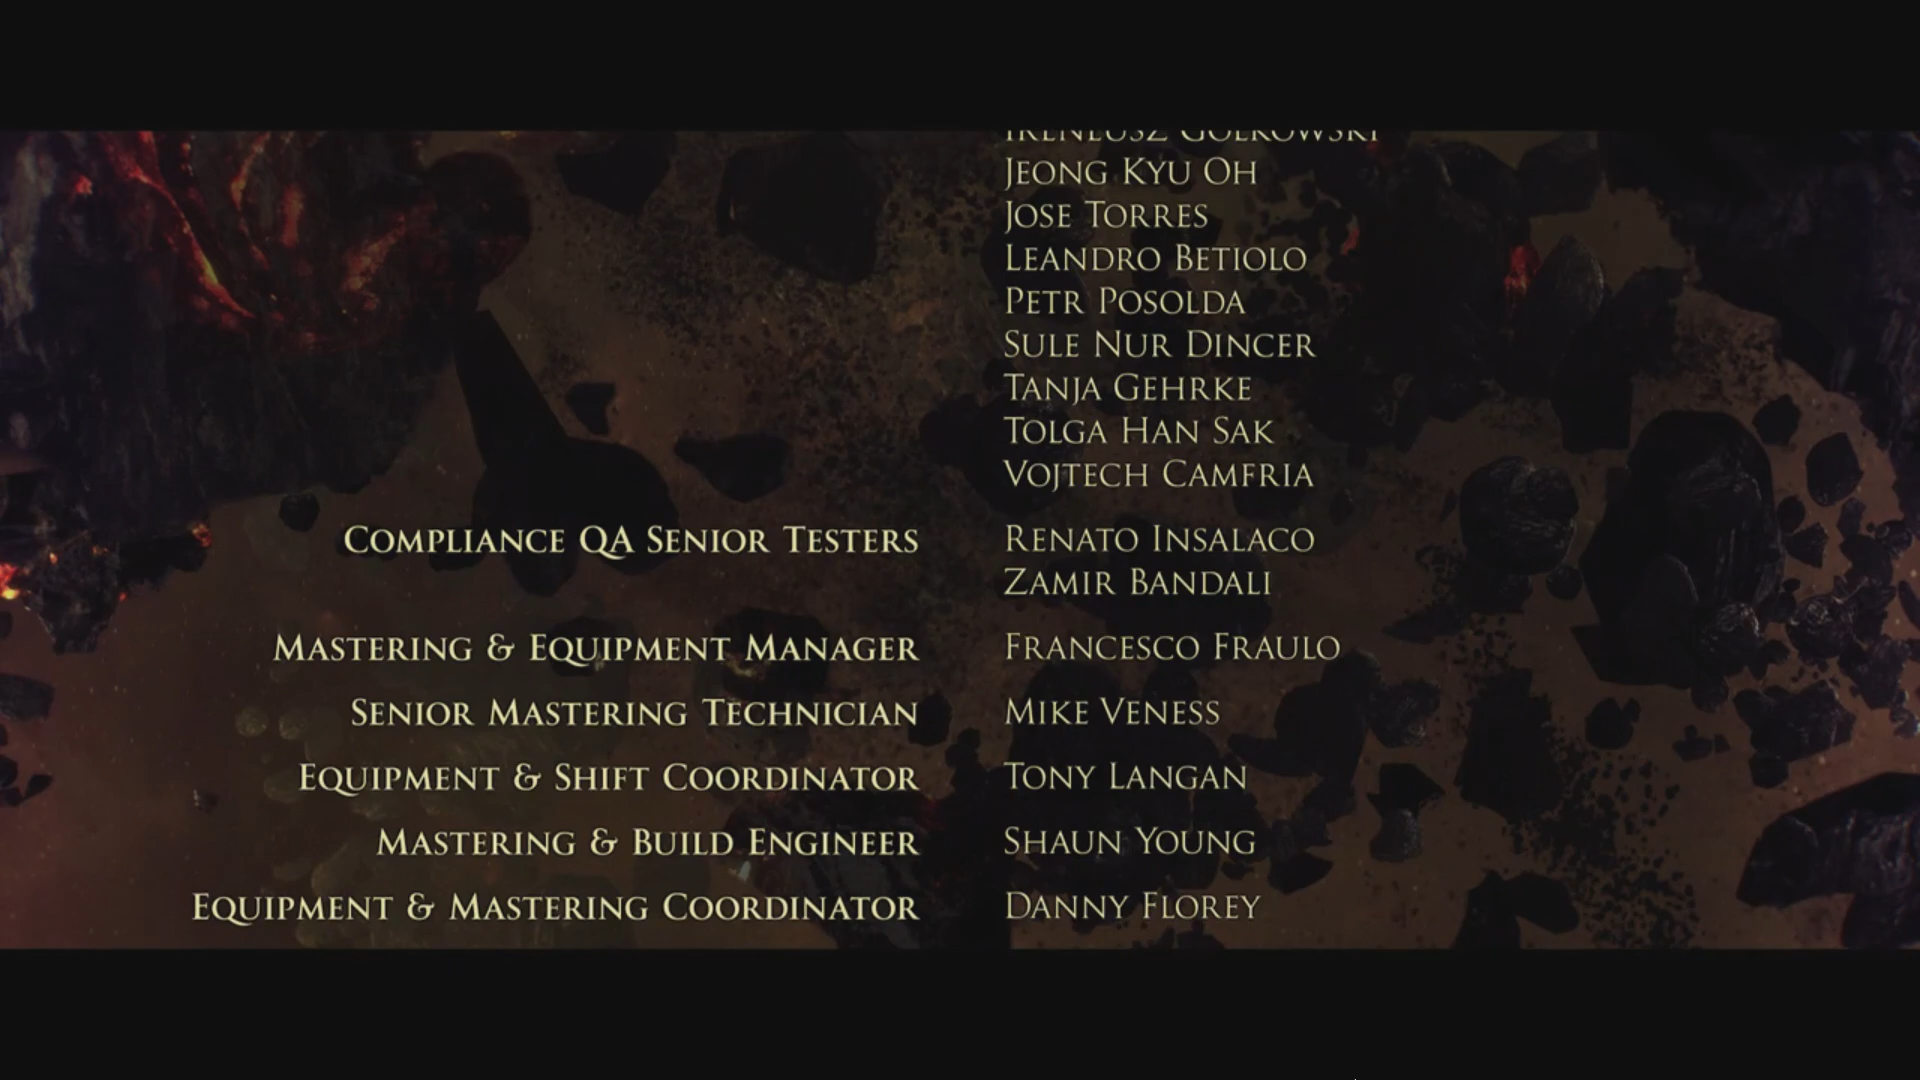 IRENEUSZ GOLKOWSKI
JEONG KYU OH
JOSE TORRES
LEANDRO BETIOLO
PETR POSOLDA
SULE NUR DINCER
TANJA GEHRKE
TOLGA HAN SAK
VOJTECH CAMFRIA
COMPLIANCE QA SENIOR TESTERS RENATO INSALACO
ZAMIR BANDALI
MASTERING & EQUIPMENT MANAGER FRANCESCO FRAULO
SENIOR MASTERING TECHNICIAN MIKE VENESS
EQUIPMENT & SHIFT COORDINATOR TONY LANGAN
MASTERING & BUILD ENGINEER SHAUN YOUNG
EQUIPMENT & MASTERING COORDINATOR DANNY FLOREY